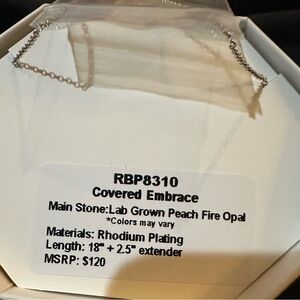 RBP8310
Covered Embrace
Main Stone:Lab Grown Peach Fire Opal
*Colors may vary
Materials: Rhodium Plating
Length: 18" + 2.5" extender
MSRP: $120